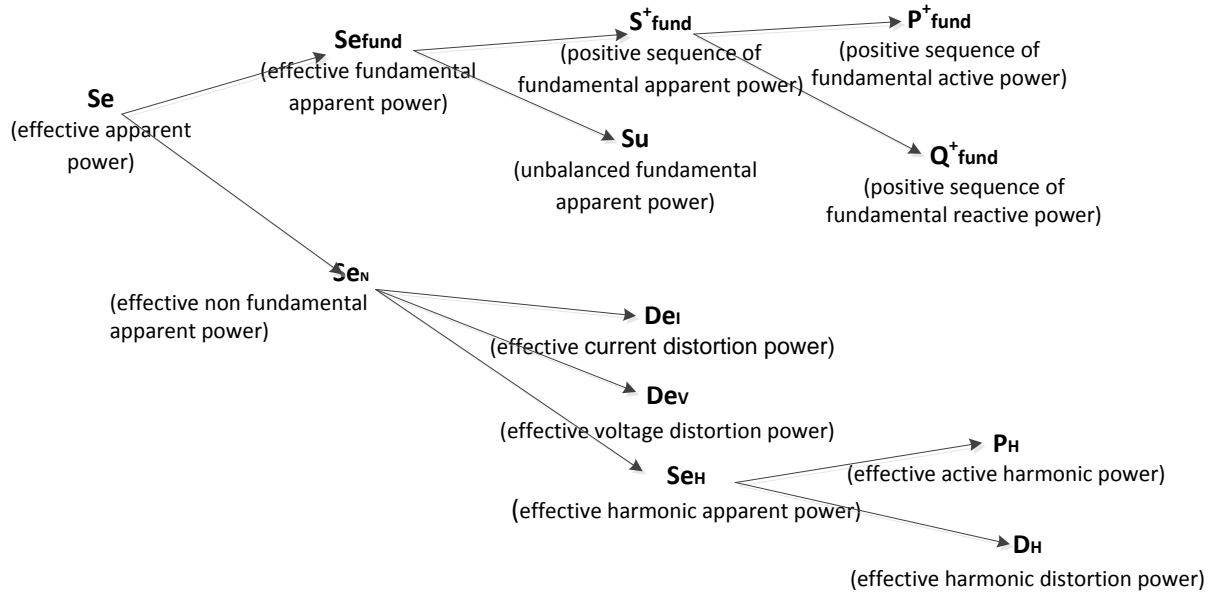 Se
(effective apparent
power)
Sefund
(effective fundamental
apparent power)
S+fund
(positive sequence of
fundamental apparent power)
P+fund
(positive sequence of
fundamental active power)
Su
(unbalanced fundamental
apparent power)
Q+fund
(positive sequence of
fundamental reactive power)
SeN
(effective non fundamental
apparent power)
DeI
(effective current distortion power)
DeV
(effective voltage distortion power)
SeH
(effective harmonic apparent power)
PH
(effective active harmonic power)
DH
(effective harmonic distortion power)